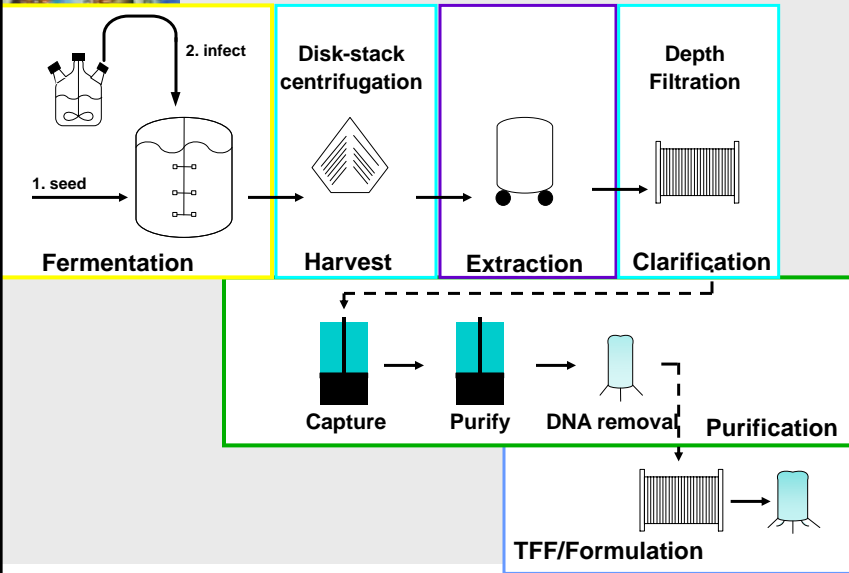 2. infect
1. seed
Fermentation
Disk-stack
centrifugation
Harvest
Extraction
Depth
Filtration
Clarification
Capture
Purify
DNA removal
Purification
TFF/Formulation